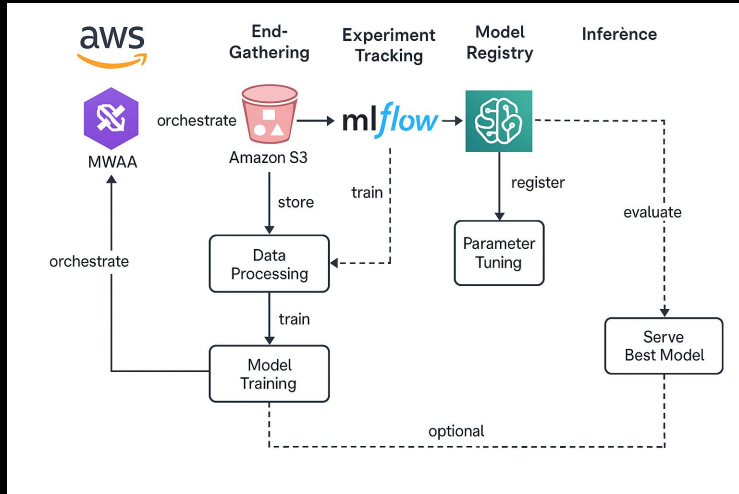 aws
End-
Gathering
Experiment
Tracking
Model
Registry
Inferènce
MWAA
orchestrate
Amazon S3
mlflow
store
train
register
evaluate
orchestrate
Data
Processing
Parameter
Tuning
train
Serve
Best Model
Model
Training
optional